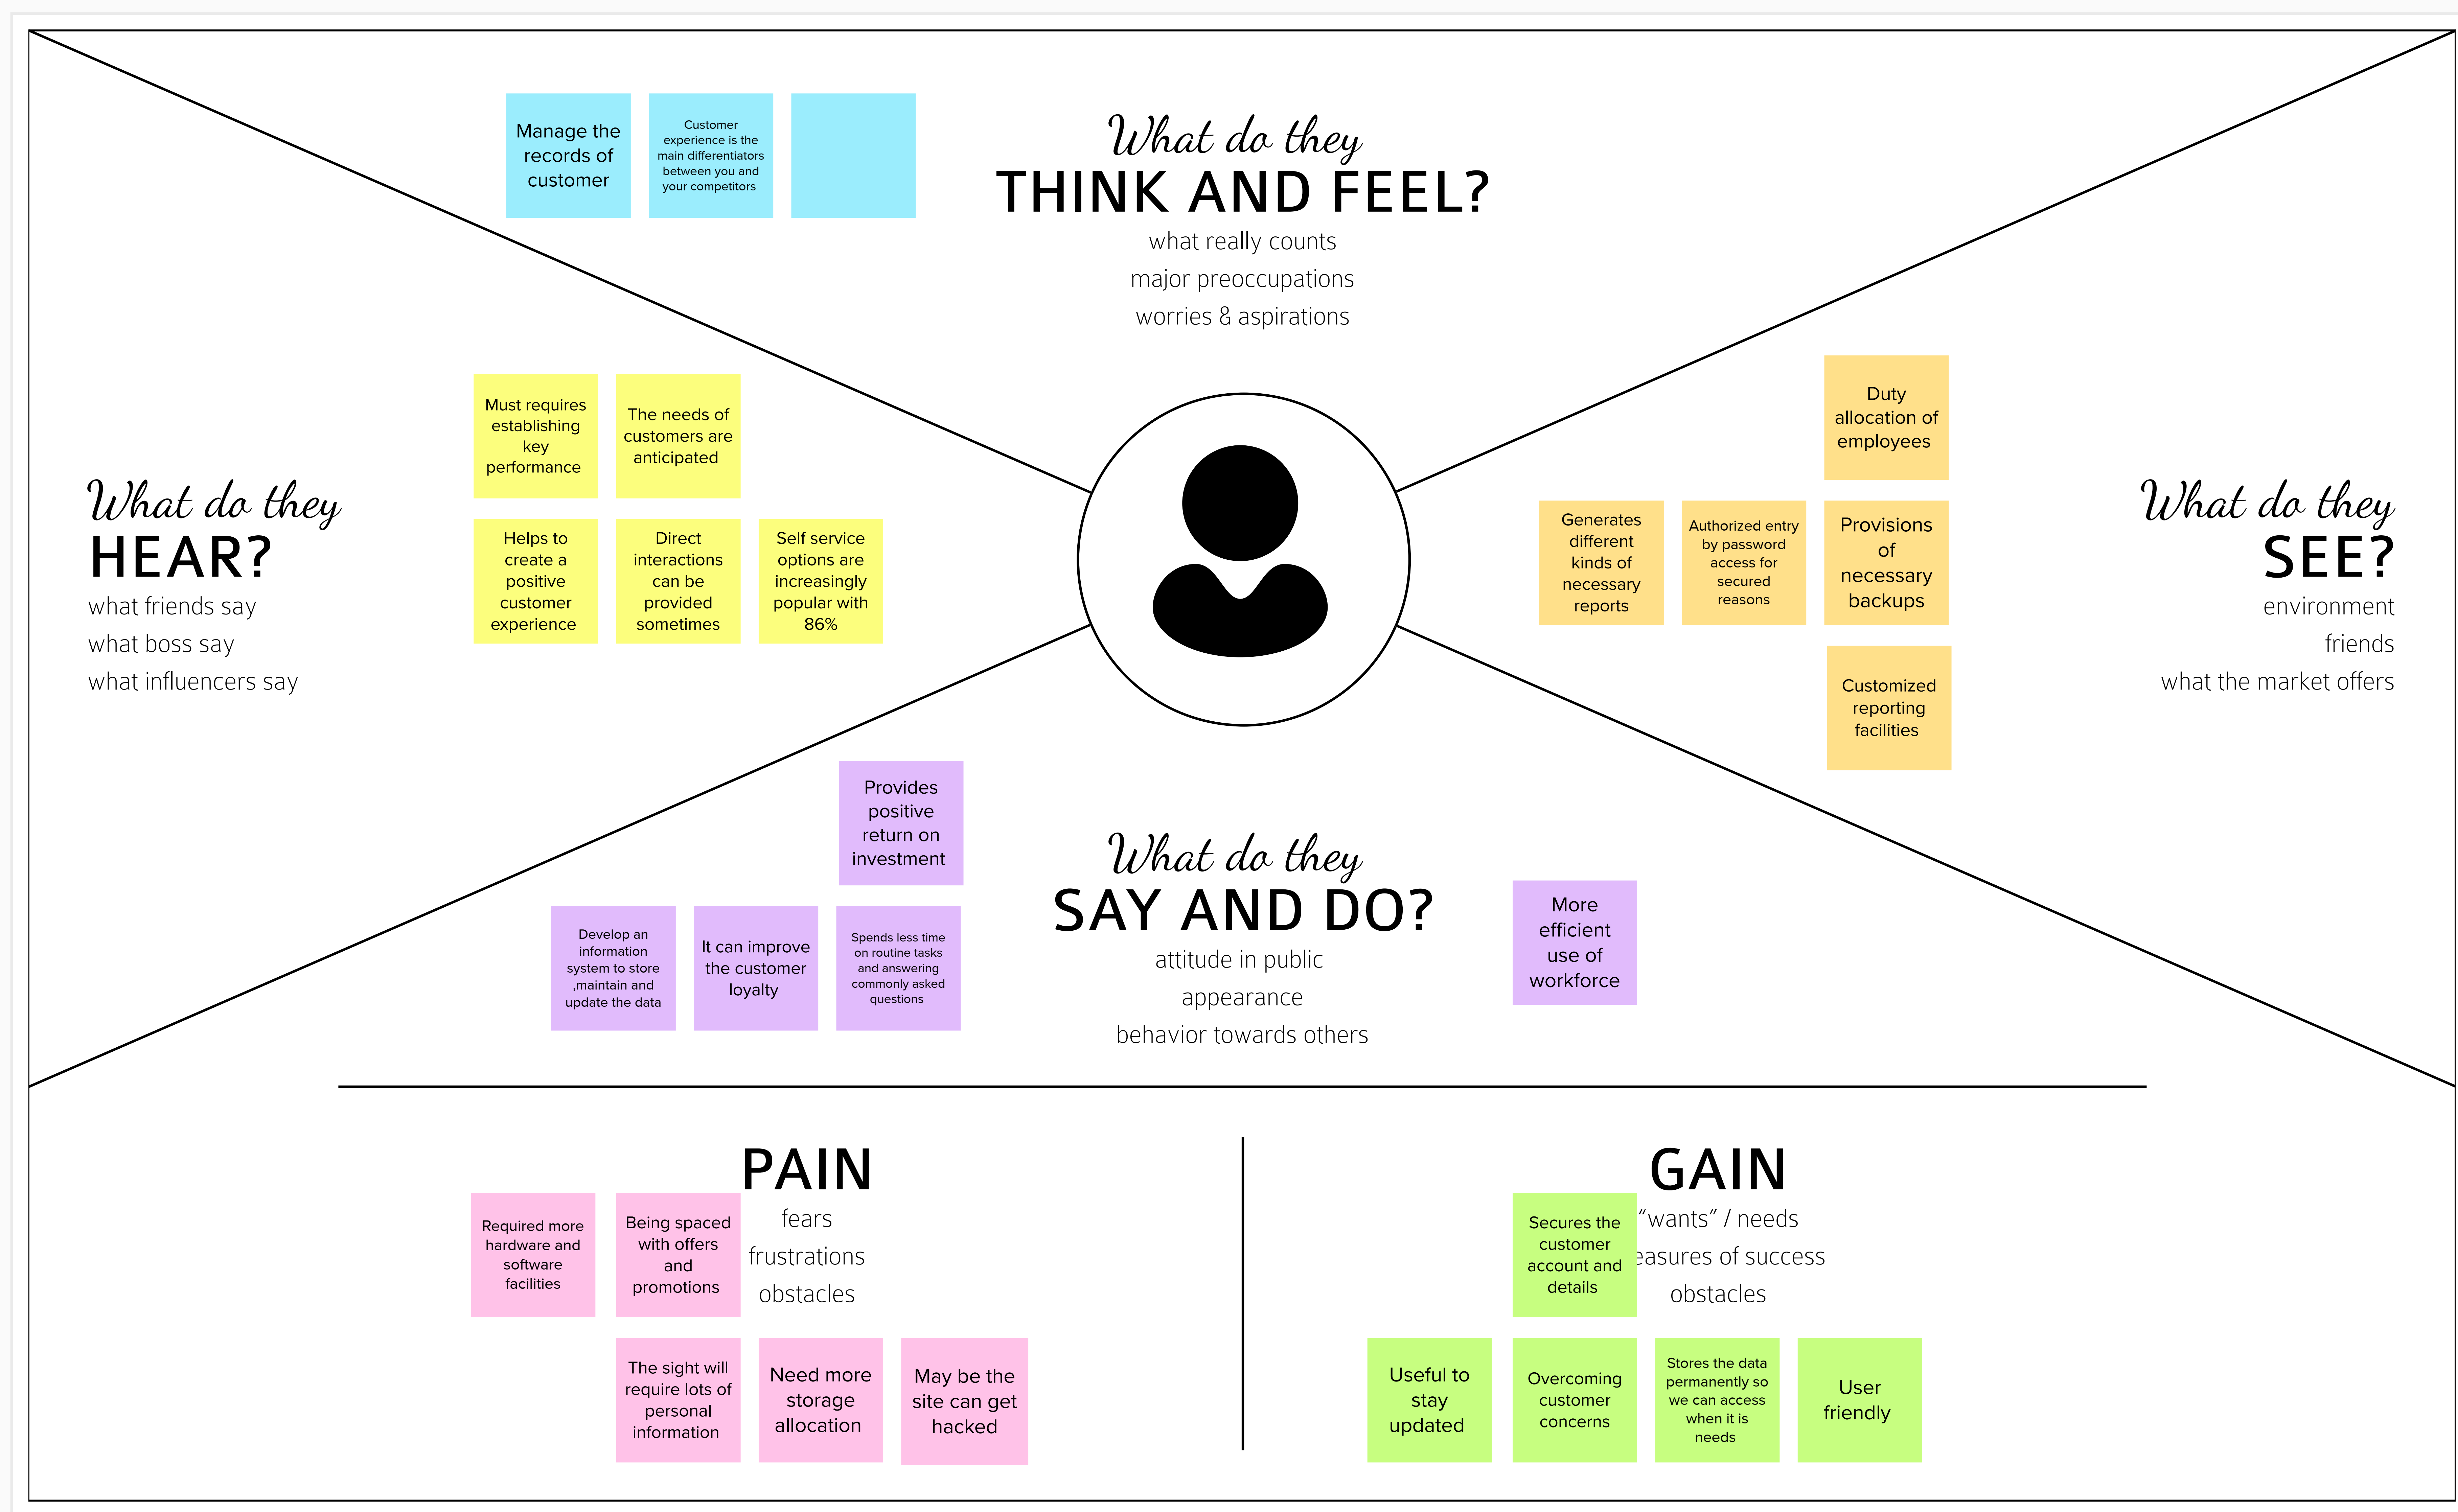 Manage the
records of
customer
Customer
experience is the
main differentiators
between you and
your competitors
What do they
THINK AND FEEL?
what really counts
major preoccupations
worries & aspirations
What do they
HEAR?
what friends say
what boss say
what influencers say
Must requires
establishing
key
performance
The needs of
customers are
anticipated
Helps to
create a
positive
customer
experience
Direct
interactions
can be
provided
sometimes
Self service
options are
increasingly
popular with
86%
Duty
allocation of
employees
Generates
different
kinds of
necessary
reports
Authorized entry
by password
access for
secured
reasons
Provisions
of
necessary
backups
Customized
reporting
facilities
What do they
SEE?
environment
friends
what the market offers
Provides
positive
return on
investment
Develop an
information
system to store
,maintain and
update the data
It can improve
the customer
loyalty
Spends less time
on routine tasks
and answering
commonly asked
questions
What do they
SAY AND DO?
attitude in public
appearance
behavior towards others
More
efficient
use of
workforce
PAIN
fears
frustrations
obstacles
Required more
hardware and
software
facilities
Being spaced
with offers
and
promotions
The sight will
require lots of
personal
information
Need more
storage
allocation
May be the
site can get
hacked
GAIN
“wants” / needs
easures of success
obstacles
Secures the
customer
account and
details
Useful to
stay
updated
Overcoming
customer
concerns
Stores the data
permanently so
we can access
when it is
needs
User
friendly